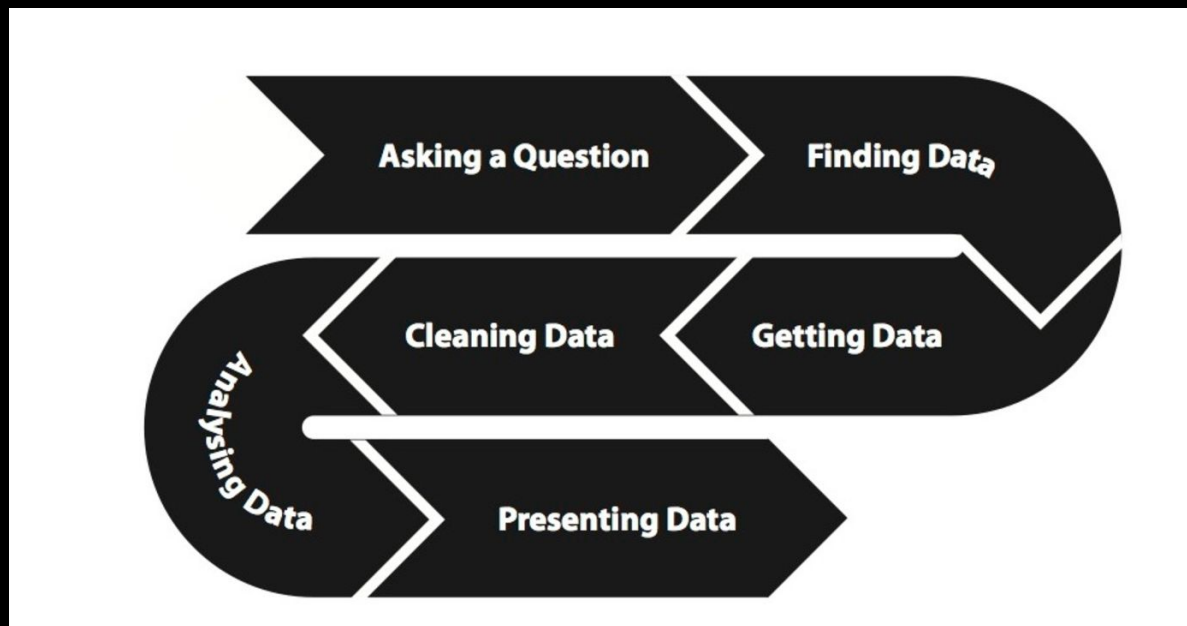 Asking a Question
Finding Data
Getting Data
Cleaning Data
Analysing Data
Presenting Data